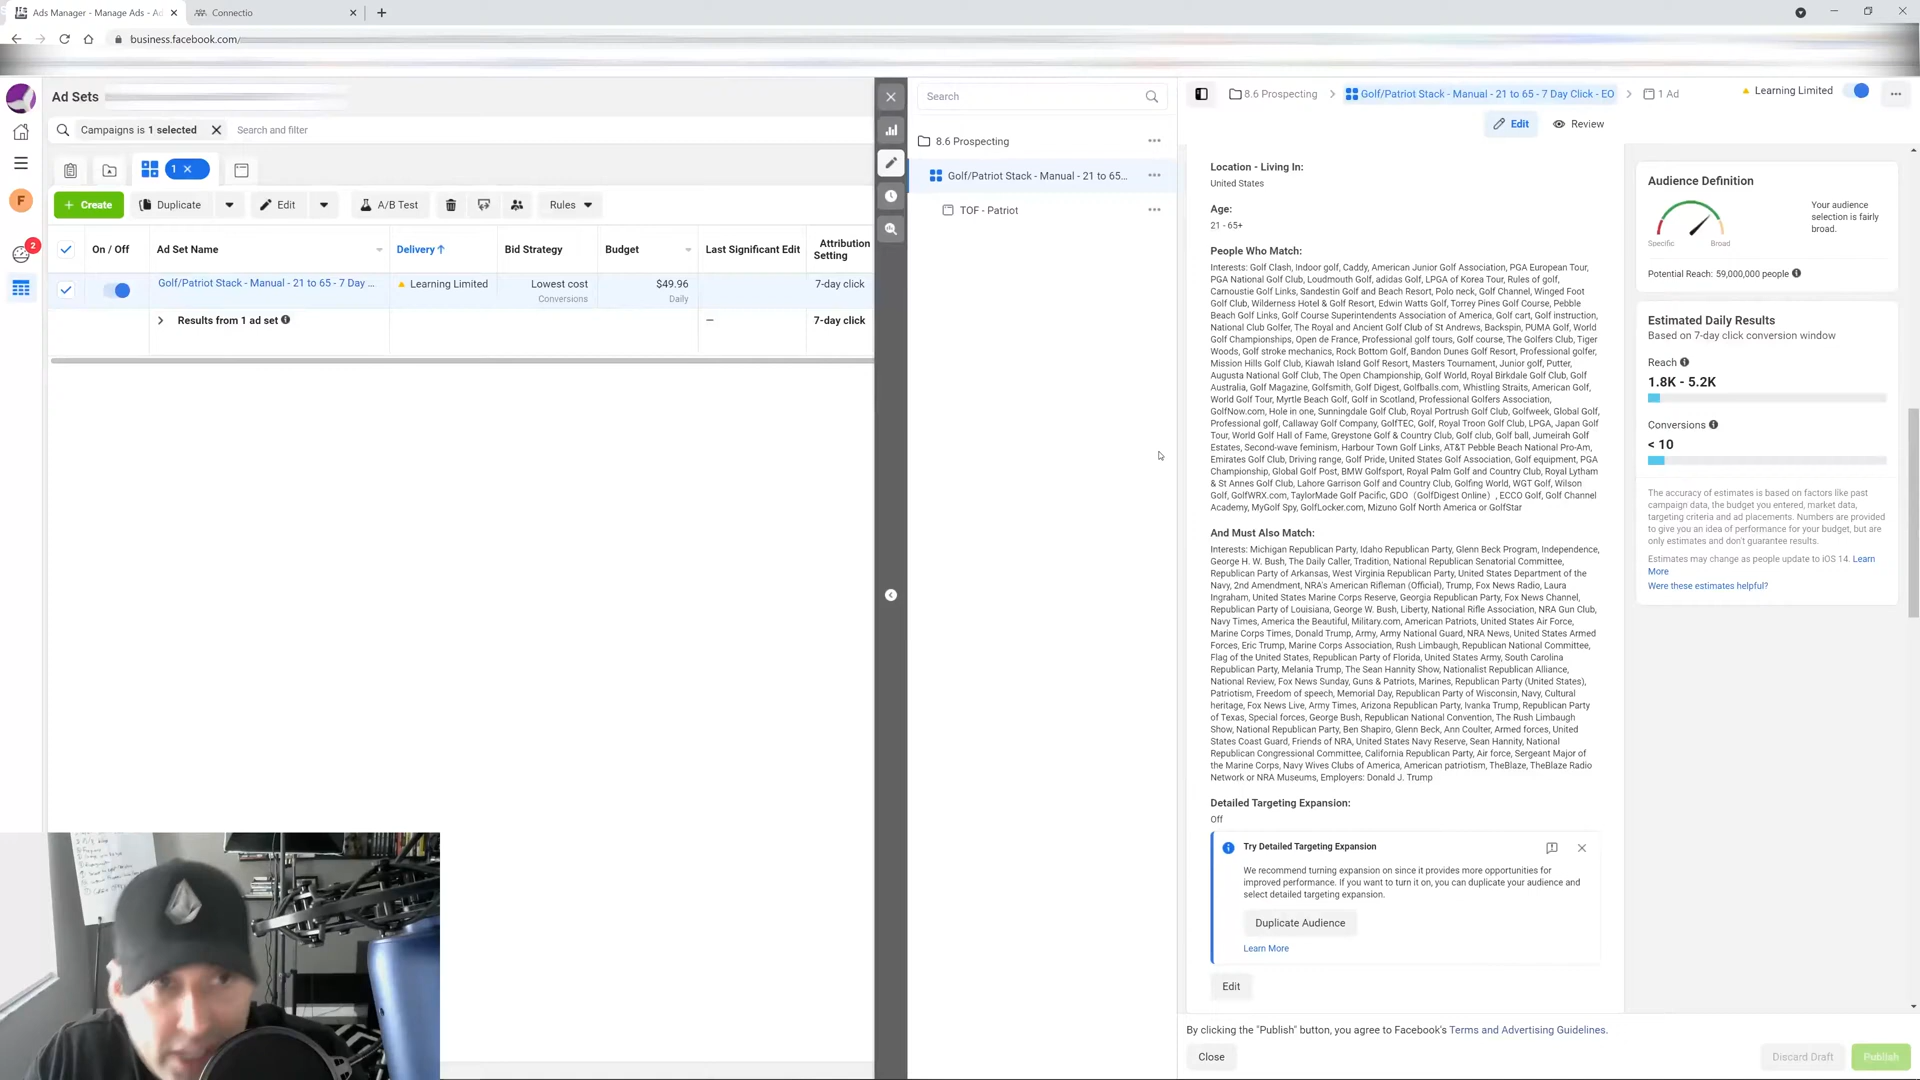 Ads Manager - Manage Ads - Ad
Connectio
business.facebook.com/
Ad Sets
Campaigns is 1 selected
Search and filter
1
Create
Duplicate
Edit
A/B Test
Rules
F
2
On / Off
Ad Set Name
Delivery
Bid Strategy
Budget
Last Significant Edit
Attribution
Setting
Golf/Patriot Stack - Manual - 21 to 65 - 7 Day ...
Learning Limited
Lowest cost
Conversions
$49.96
Daily
7-day click
Results from 1 ad set
—
7-day click
Search
8.6 Prospecting
Golf/Patriot Stack - Manual - 21 to 65...
TOF - Patriot
8.6 Prospecting
Golf/Patriot Stack - Manual - 21 to 65 - 7 Day Click - EO
1 Ad
Learning Limited
Edit
Review
Location - Living In:
United States
Age:
21 - 65+
People Who Match:
Interests: Golf Clash, Indoor golf, Caddy, American Junior Golf Association, PGA European Tour,
PGA National Golf Club, Loudmouth Golf, adidas Golf, LPGA of Korea Tour, Rules of golf,
Carnoustie Golf Links, Sandestin Golf and Beach Resort, Polo neck, Golf Channel, Winged Foot
Golf Club, Wilderness Hotel & Golf Resort, Edwin Watts Golf, Torrey Pines Golf Course, Pebble
Beach Golf Links, Golf Course Superintendents Association of America, Golf cart, Golf instruction,
National Club Golfer, The Royal and Ancient Golf Club of St Andrews, Backspin, PUMA Golf, World
Golf Championships, Open de France, Professional golf tours, Golf course, The Golfers Club, Tiger
Woods, Golf stroke mechanics, Rock Bottom Golf, Bandon Dunes Golf Resort, Professional golfer,
Mission Hills Golf Club, Kiawah Island Golf Resort, Masters Tournament, Junior golf, Putter,
Augusta National Golf Club, The Open Championship, Golf World, Royal Birkdale Golf Club, Golf
Australia, Golf Magazine, Golfsmith, Golf Digest, Golfballs.com, Whistling Straits, American Golf,
World Golf Tour, Myrtle Beach Golf, Golf in Scotland, Professional Golfers Association,
GolfNow.com, Hole in one, Sunningdale Golf Club, Royal Portrush Golf Club, Golfweek, Global Golf,
Professional golf, Callaway Golf Company, GolfTEC, Golf, Royal Troon Golf Club, LPGA, Japan Golf
Tour, World Golf Hall of Fame, Greystone Golf & Country Club, Golf club, Golf ball, Jumeirah Golf
Estates, Second-wave feminism, Harbour Town Golf Links, AT&T Pebble Beach National Pro-Am,
Emirates Golf Club, Driving range, Golf Pride, United States Golf Association, Golf equipment, PGA
Championship, Global Golf Post, BMW Golfsport, Royal Palm Golf and Country Club, Royal Lytham
& St Annes Golf Club, Lahore Garrison Golf and Country Club, Golfing World, WGT Golf, Wilson
Golf, GolfWRX.com, TaylorMade Golf Pacific, GDO（GolfDigest Online）, ECCO Golf, Golf Channel
Academy, MyGolf Spy, GolfLocker.com, Mizuno Golf North America or GolfStar
And Must Also Match:
Interests: Michigan Republican Party, Idaho Republican Party, Glenn Beck Program, Independence,
George H. W. Bush, The Daily Caller, Tradition, National Republican Senatorial Committee,
Republican Party of Arkansas, West Virginia Republican Party, United States Department of the
Navy, 2nd Amendment, NRA's American Rifleman (Official), Trump, Fox News Radio, Laura
Ingraham, United States Marine Corps Reserve, Georgia Republican Party, Fox News Channel,
Republican Party of Louisiana, George W. Bush, Liberty, National Rifle Association, NRA Gun Club,
Navy Times, America the Beautiful, Military.com, American Patriots, United States Air Force,
Marine Corps Times, Donald Trump, Army, Army National Guard, NRA News, United States Armed
Forces, Eric Trump, Marine Corps Association, Rush Limbaugh, Republican National Committee,
Flag of the United States, Republican Party of Florida, United States Army, South Carolina
Republican Party, Melania Trump, The Sean Hannity Show, Nationalist Republican Alliance,
National Review, Fox News Sunday, Guns & Patriots, Marines, Republican Party (United States),
Patriotism, Freedom of speech, Memorial Day, Republican Party of Wisconsin, Navy, Cultural
heritage, Fox News Live, Army Times, Arizona Republican Party, Ivanka Trump, Republican Party
of Texas, Special forces, George Bush, Republican National Convention, The Rush Limbaugh
Show, National Republican Party, Ben Shapiro, Glenn Beck, Ann Coulter, Armed forces, United
States Coast Guard, Friends of NRA, United States Navy Reserve, Sean Hannity, National
Republican Congressional Committee, California Republican Party, Air force, Sergeant Major of
the Marine Corps, Navy Wives Clubs of America, American patriotism, TheBlaze, TheBlaze Radio
Network or NRA Museums, Employers: Donald J. Trump
Detailed Targeting Expansion:
Off
Try Detailed Targeting Expansion
We recommend turning expansion on since it provides more opportunities for
improved performance. If you want to turn it on, you can duplicate your audience and
select detailed targeting expansion.
Duplicate Audience
Learn More
Edit
Audience Definition
Specific
Broad
Your audience
selection is fairly
broad.
Potential Reach: 59,000,000 people
Estimated Daily Results
Based on 7-day click conversion window
Reach
1.8K - 5.2K
Conversions
< 10
The accuracy of estimates is based on factors like past
campaign data, the budget you entered, market data,
targeting criteria and ad placements. Numbers are provided
to give you an idea of performance for your budget, but are
only estimates and don't guarantee results.
Estimates may change as people update to iOS 14. Learn
More
Were these estimates helpful?
By clicking the "Publish" button, you agree to Facebook's Terms and Advertising Guidelines.
Close
Discard Draft
Publish